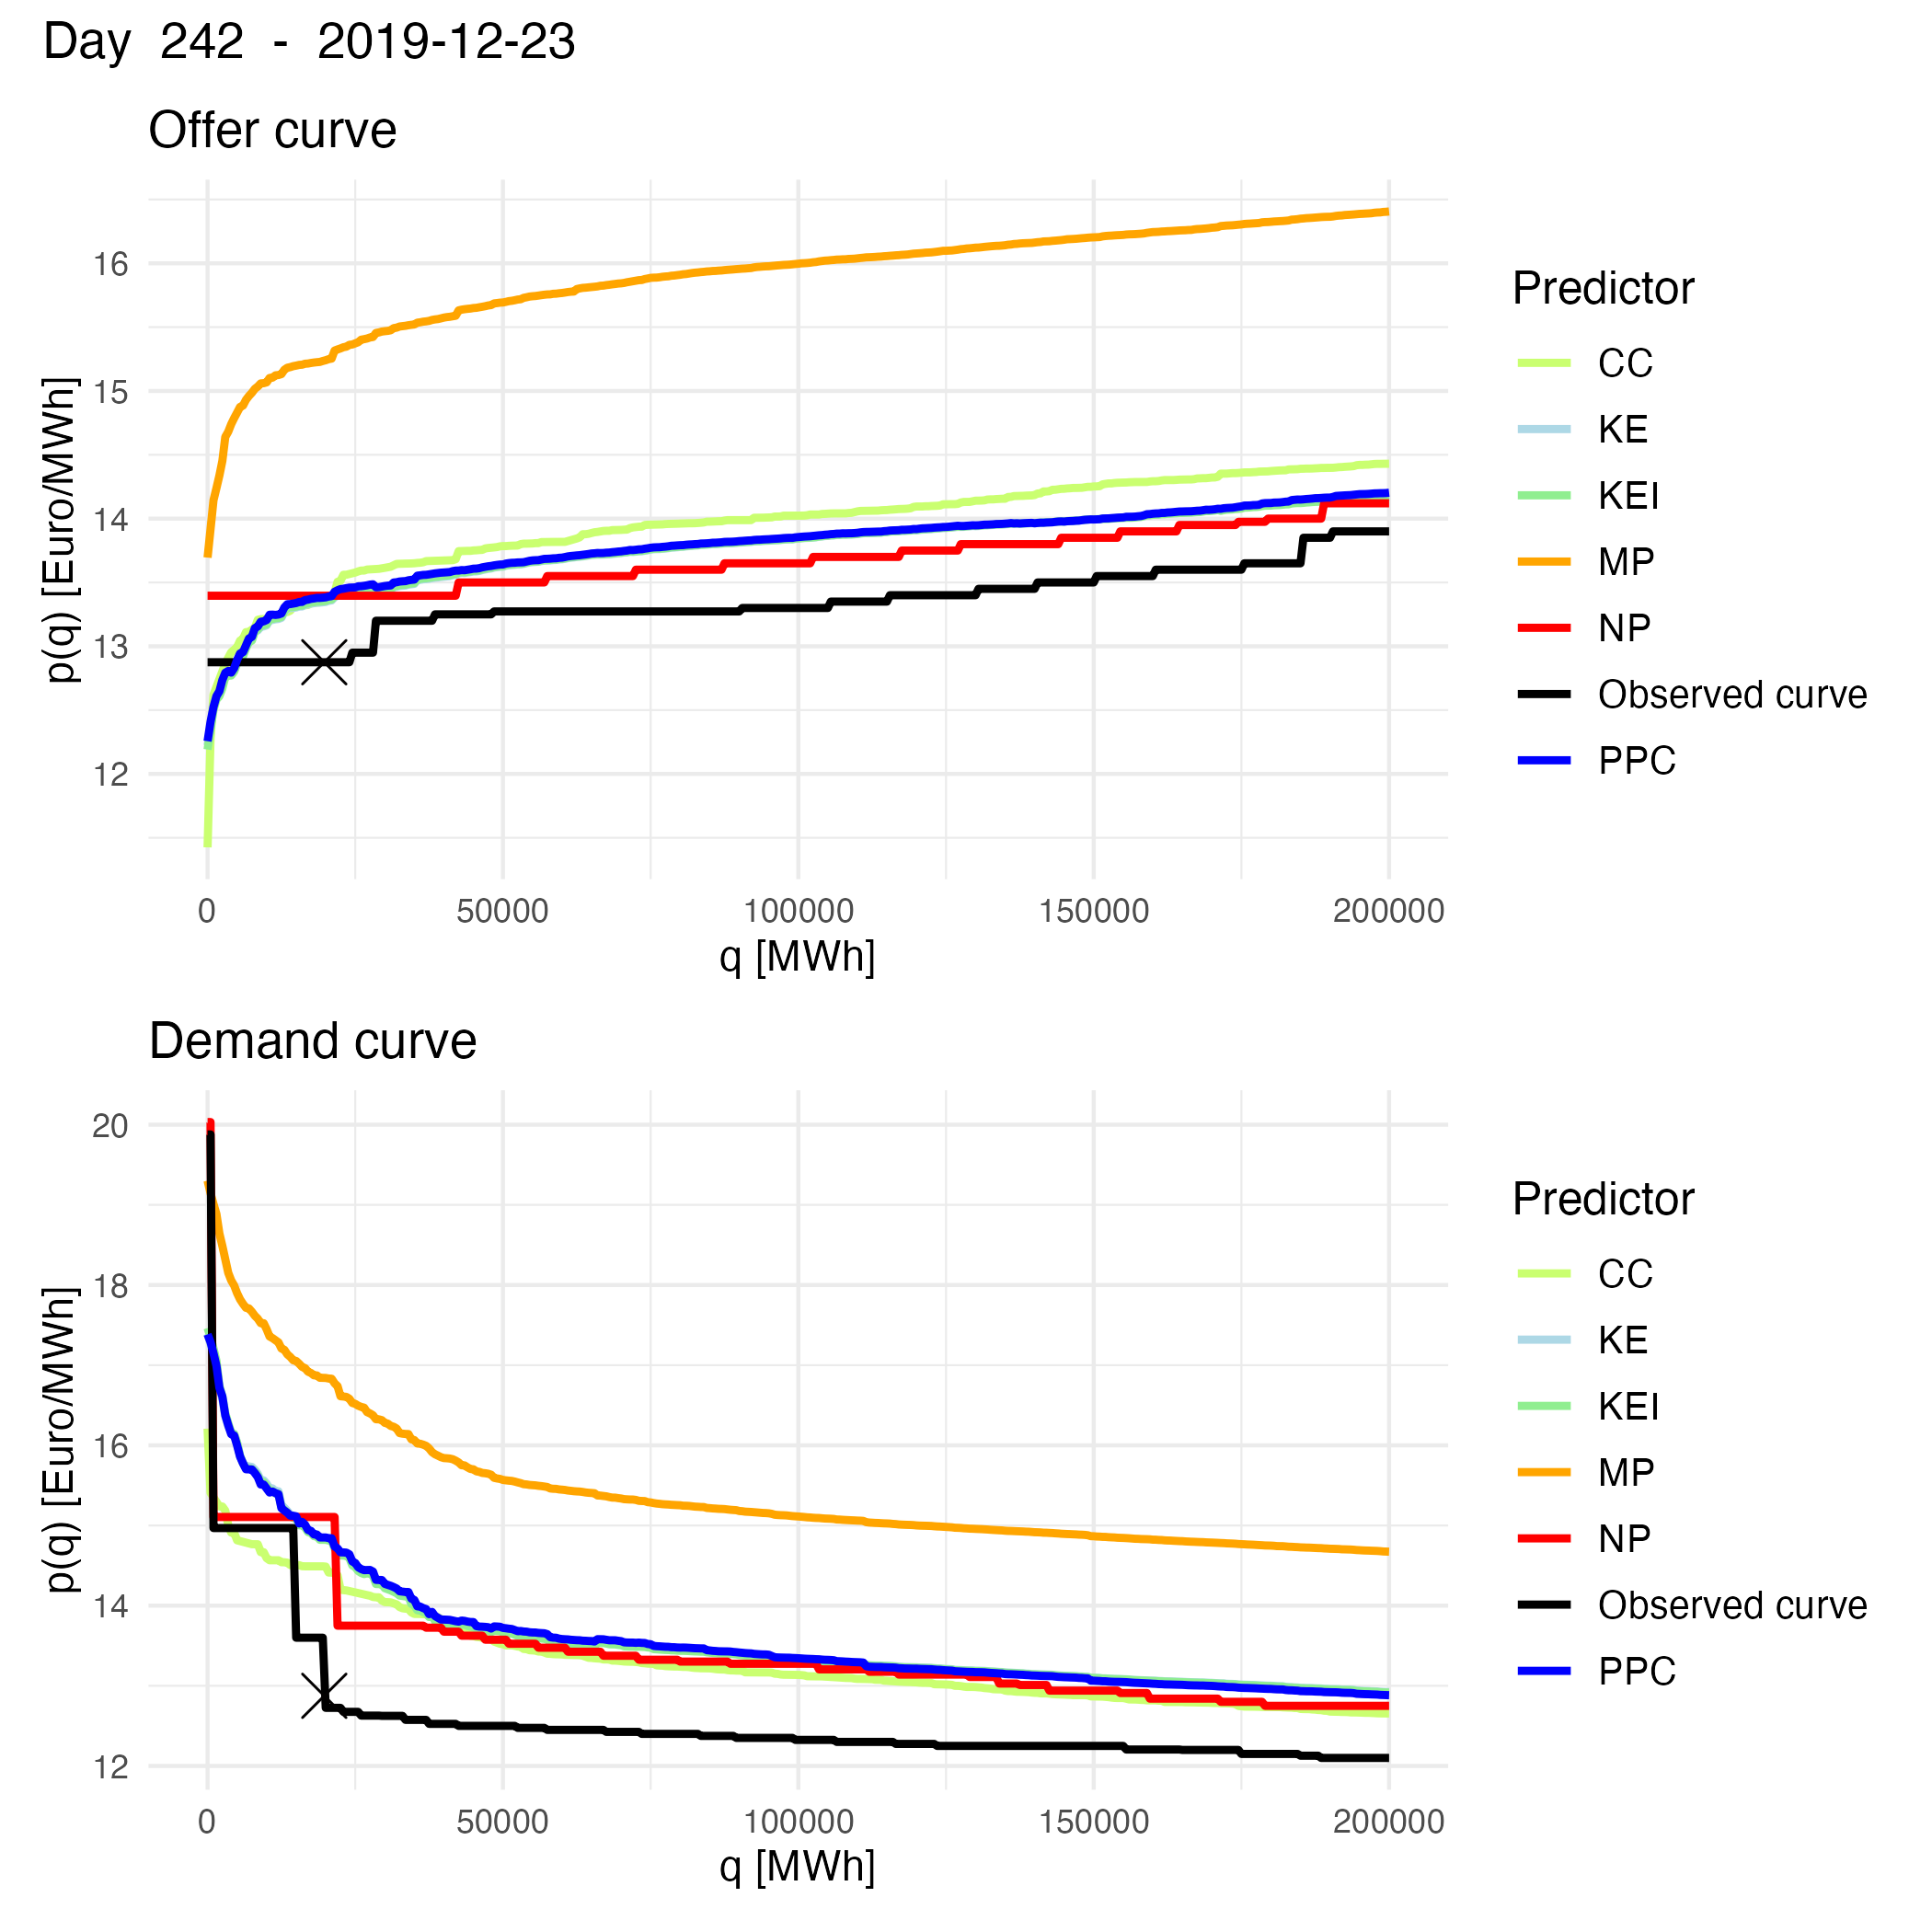 Day 242 - 2019-12-23
Offer curve
p(q) [Euro/MWh]
16
15
14
13
12
0 50000 100000 150000 200000
q [MWh]
Predictor
CC
KE
KEI
MP
NP
Observed curve
PPC
Demand curve
p(q) [Euro/MWh]
20
18
16
14
12
0 50000 100000 150000 200000
q [MWh]
Predictor
CC
KE
KEI
MP
NP
Observed curve
PPC